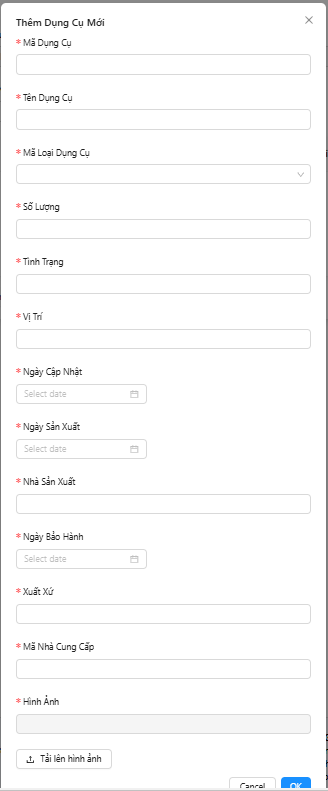 Thêm Dụng Cụ Mới
* Mã Dụng Cụ
* Tên Dụng Cụ
* Mã Loại Dụng Cụ
* Số Lượng
* Tình Trạng
* Vị Trí
* Ngày Cập Nhật
Select date
* Ngày Sản Xuất
Select date
* Nhà Sản Xuất
* Ngày Bảo Hành
Select date
* Xuất Xứ
* Mã Nhà Cung Cấp
* Hình Ảnh
Tải lên hình ảnh
Cancel OK